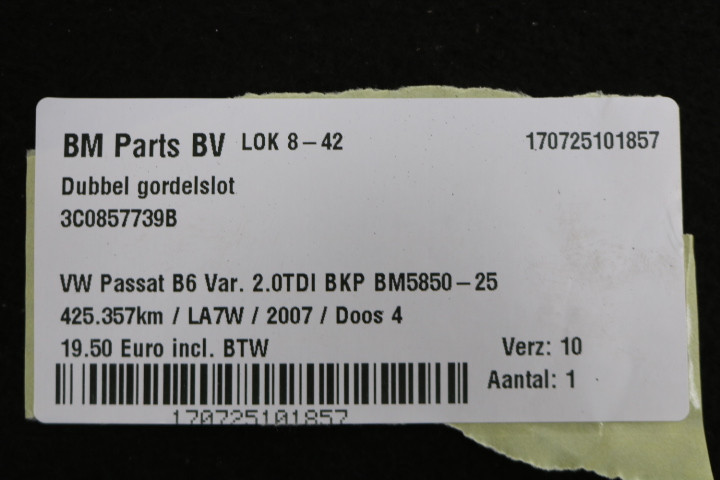 BM Parts BV LOK 8-42 170725101857
Dubbel gordelslot
3C0857739B
VW Passat B6 Var. 2.0TDI BKP BM5850-25
425.357km / LA7W / 2007 / Doos 4
19.50 Euro incl. BTW Verz: 10
Aantal: 1
170725101857